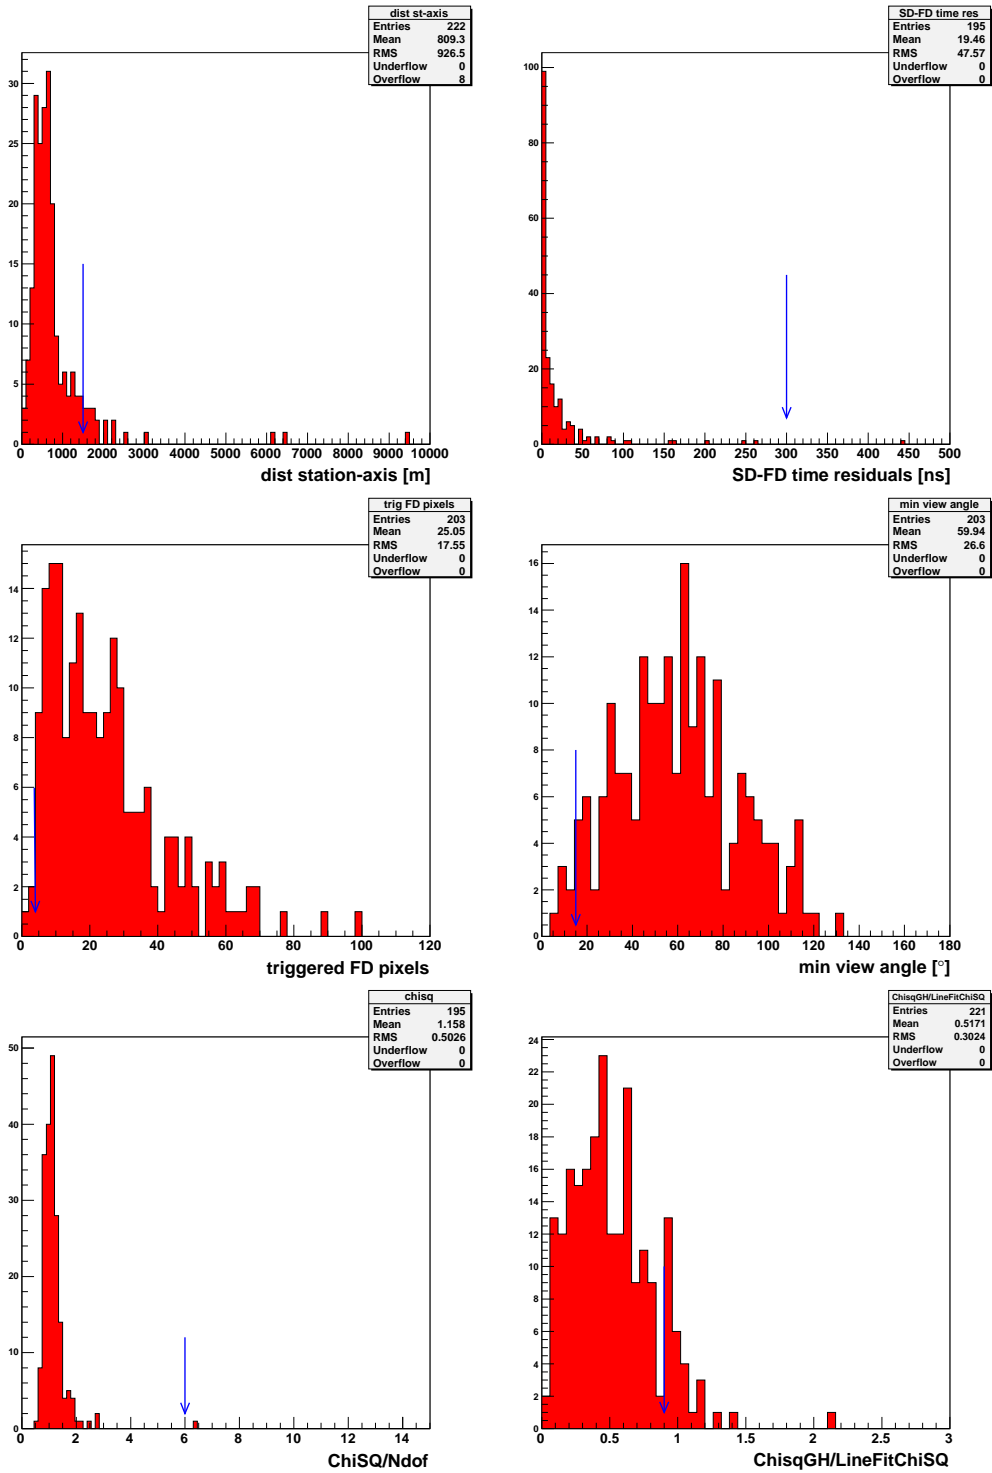 dist st-axis
Entries 222
Mean 809.3
RMS 926.5
Underflow 0
Overflow 8
30
25
20
15
10
5
0
0 1000 2000 3000 4000 5000 6000 7000 8000 9000 10000
dist station-axis [m]
SD-FD time res
Entries 195
Mean 19.46
RMS 47.57
Underflow 0
Overflow 0
100
80
60
40
20
0
0 50 100 150 200 250 300 350 400 450 500
SD-FD time residuals [ns]
trig FD pixels
Entries 203
Mean 25.05
RMS 17.55
Underflow 0
Overflow 0
14
12
10
8
6
4
2
0
0 20 40 60 80 100 120
triggered FD pixels
min view angle
Entries 203
Mean 59.94
RMS 26.6
Underflow 0
Overflow 0
16
14
12
10
8
6
4
2
0
0 20 40 60 80 100 120 140 160 180
min view angle [°]
chisq
Entries 195
Mean 1.158
RMS 0.5026
Underflow 0
Overflow 0
50
40
30
20
10
0
0 2 4 6 8 10 12 14
ChiSQ/Ndof
ChisqGH/LineFitChiSQ
Entries 221
Mean 0.5171
RMS 0.3024
Underflow 0
Overflow 0
24
22
20
18
16
14
12
10
8
6
4
2
0
0 0.5 1 1.5 2 2.5 3
ChisqGH/LineFitChiSQ